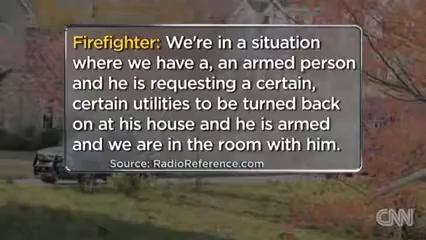 Firefighter: We're in a situation
where we have a, an armed person
and he is requesting a certain,
certain utilities to be turned back
on at his house and he is armed
and we are in the room with him.
Source: RadioReference.com
CNN